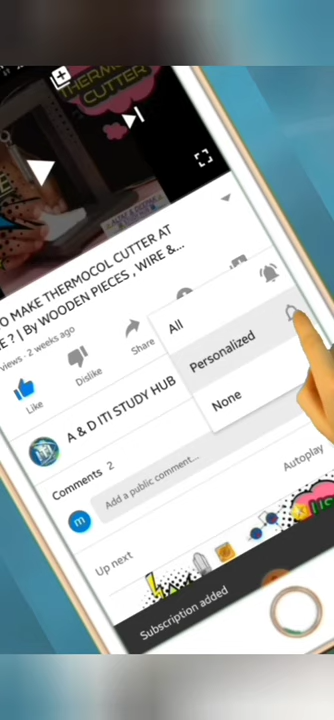 THERMO
CUTTER
O MAKE THERMOCOL CUTTER AT
E ? | By WOODEN PIECES , WIRE &...
views · 2 weeks ago
Like
Dislike
Share
All
Personalized
None
A & D ITI STUDY HUB
Comments 2
Add a public comment...
m
Autoplay
Up next
Subscription added